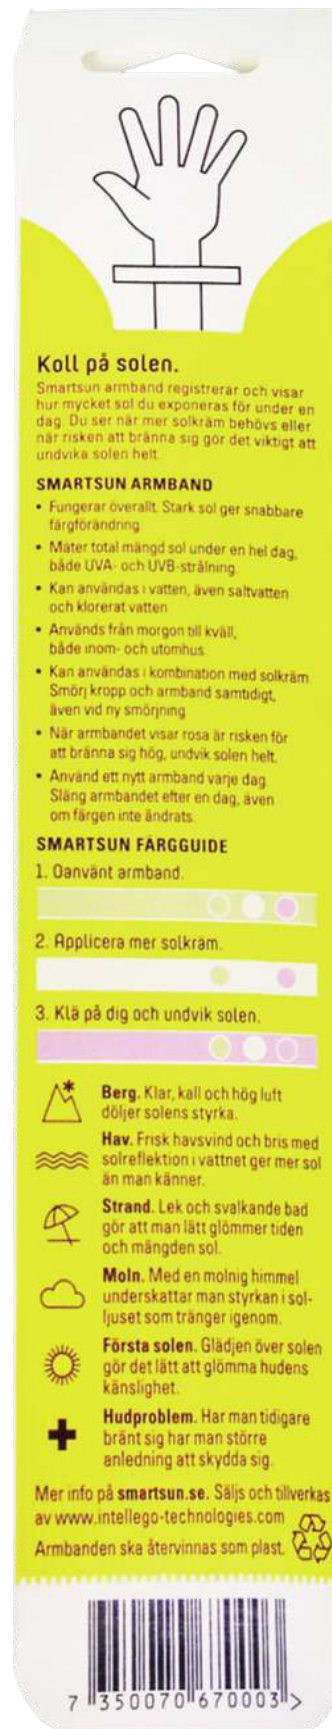 Koll på solen.
Smartsun armband registrerar och visar
hur mycket sol du exponeras för under en
dag. Du ser när mer solkräm behövs eller
när risken att bränna sig gör det viktigt att
undvika solen helt.
SMARTSUN ARMBAND
• Fungerar överallt. Stark sol ger snabbare
färgförändring
• Mäter total mängd sol under en hel dag,
både UVA- och UVB-strålning
• Kan användas i vatten, även saltvatten
och klorerat vatten
• Används från morgon till kväll,
både inom- och utomhus
• Kan användas i kombination med solkräm.
Smörj kropp och armband samtidigt,
även vid ny smörjning
• När armbandet visar rosa är risken för
att bränna sig hög, undvik solen helt.
• Använd ett nytt armband varje dag.
Släng armbandet efter en dag, även
om färgen inte ändrats.
SMARTSUN FÄRGGUIDE
1. Oanvänt armband.
2. Applicera mer solkräm.
3. Klä på dig och undvik solen.
Berg. Klar, kall och hög luft
döljer solens styrka.
Hav. Frisk havsvind och bris med
solreflektion i vattnet ger mer sol
än man känner.
Strand. Lek och svalkande bad
gör att man lätt glömmer tiden
och mängden sol.
Moln. Med en molnig himmel
underskattar man styrkan i sol-
ljuset som tränger igenom.
Första solen. Glädjen över solen
gör det lätt att glömma hudens
känslighet.
Hudproblem. Har man tidigare
bränt sig har man större
anledning att skydda sig.
Mer info på smartsun.se. Säljs och tillverkas
av www.intellego-technologies.com
Armbanden ska återvinnas som plast.
7 350070 670003 >